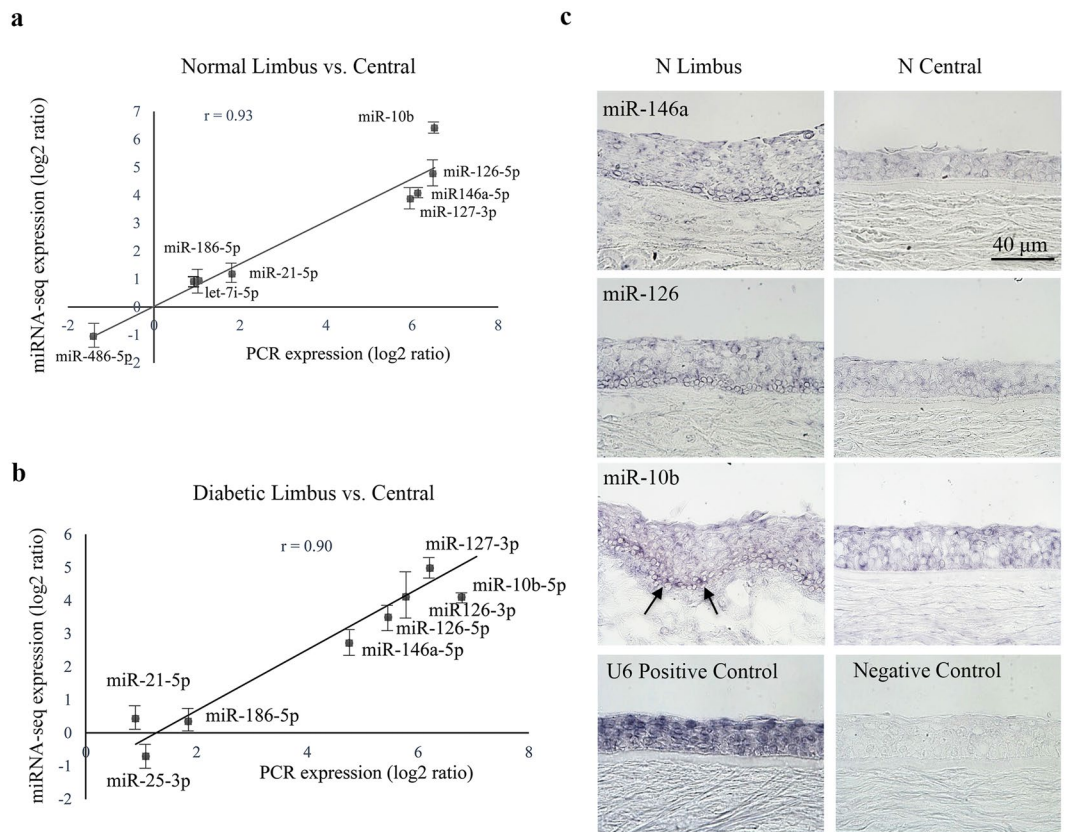 a
Normal Limbus vs. Central
miRNA-seq expression (log2 ratio)
7
6
5
4
3
2
1
0
-1
-2
-2
0
2
4
6
8
PCR expression (log2 ratio)
r = 0.93
miR-10b
miR-126-5p
miR146a-5p
miR-127-3p
miR-186-5p
miR-21-5p
let-7i-5p
miR-486-5p
b
Diabetic Limbus vs. Central
miRNA-seq expression (log2 ratio)
6
5
4
3
2
1
0
-1
-2
0
2
4
6
8
PCR expression (log2 ratio)
r = 0.90
miR-127-3p
miR-10b-5p
miR126-3p
miR-126-5p
miR-146a-5p
miR-21-5p
miR-186-5p
miR-25-3p
c
N Limbus
N Central
miR-146a
40 µm
miR-126
miR-10b
U6 Positive Control
Negative Control